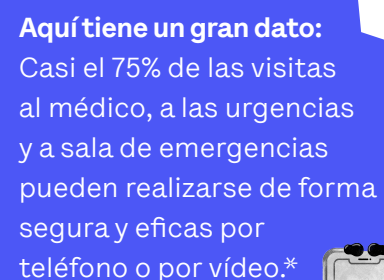 Aquí tiene un gran dato:
Casi el 75% de las visitas
al médico, a las urgencias
y a sala de emergencias
pueden realizarse de forma
segura y eficas por
teléfono o por vídeo.*